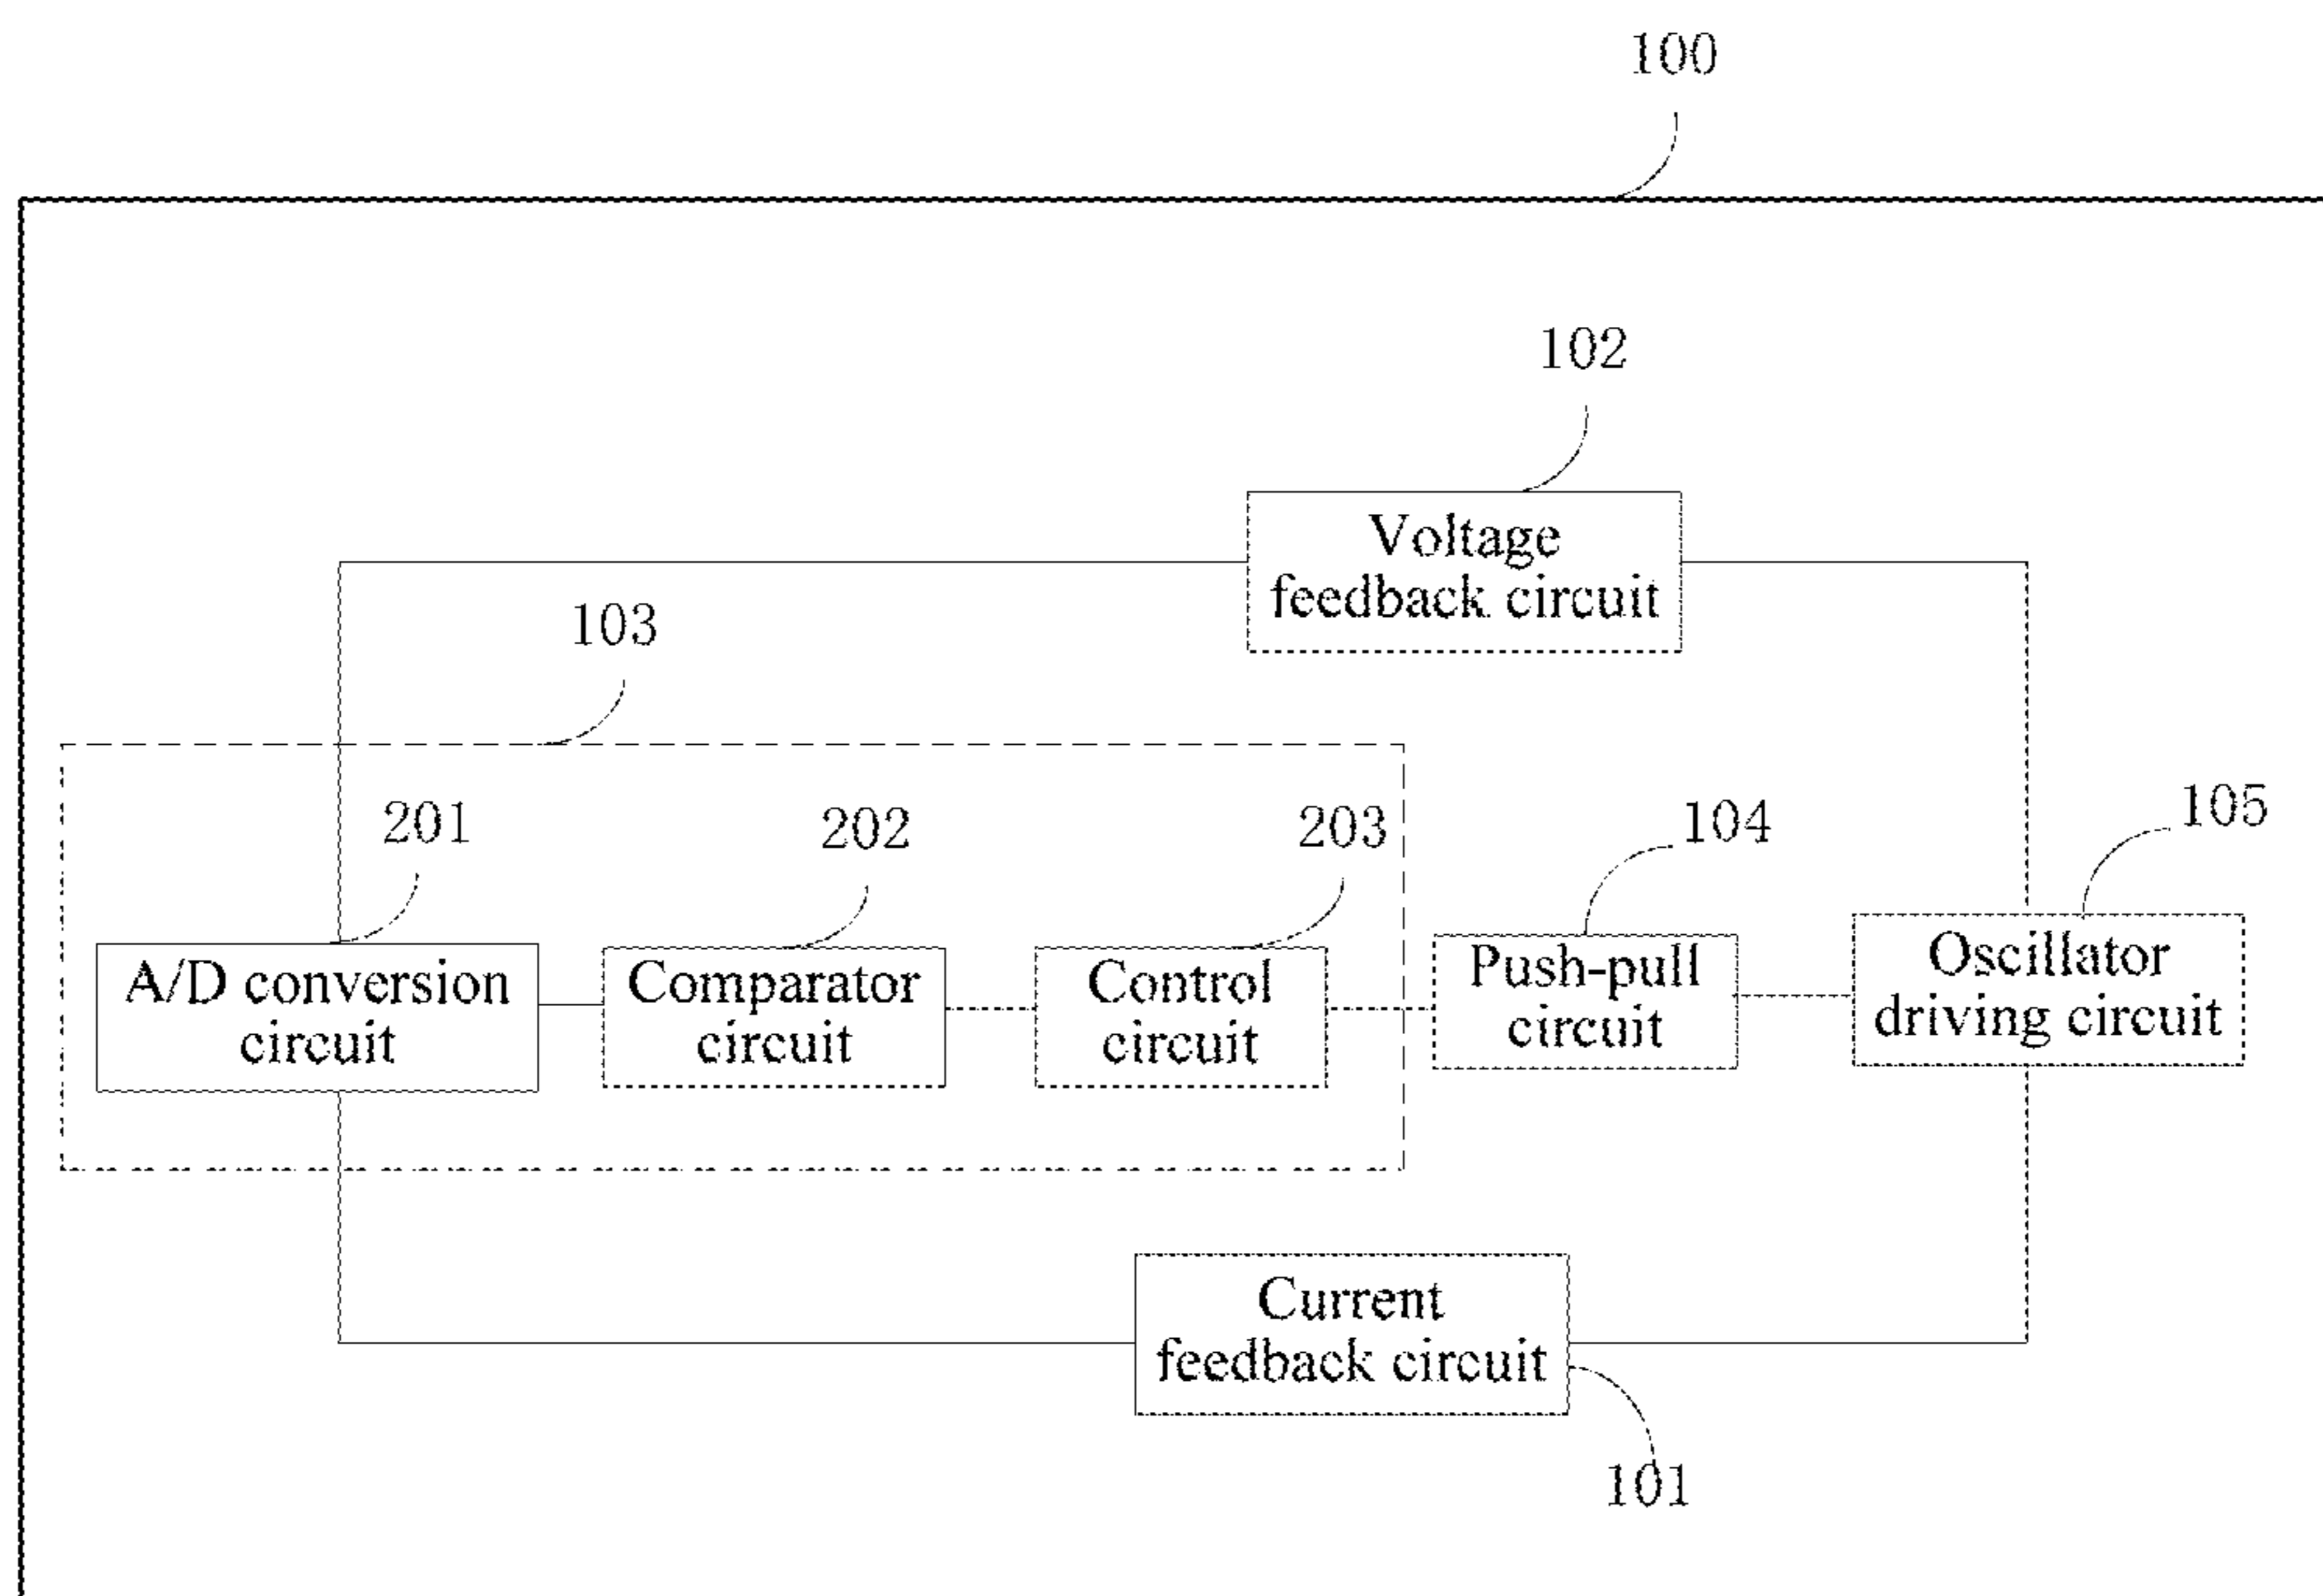 100
102
Voltage
feedback circuit
103
201
202
203
104
105
A/D conversion
circuit
Comparator
circuit
Control
circuit
Push-pull
circuit
Oscillator
driving circuit
Current
feedback circuit
101